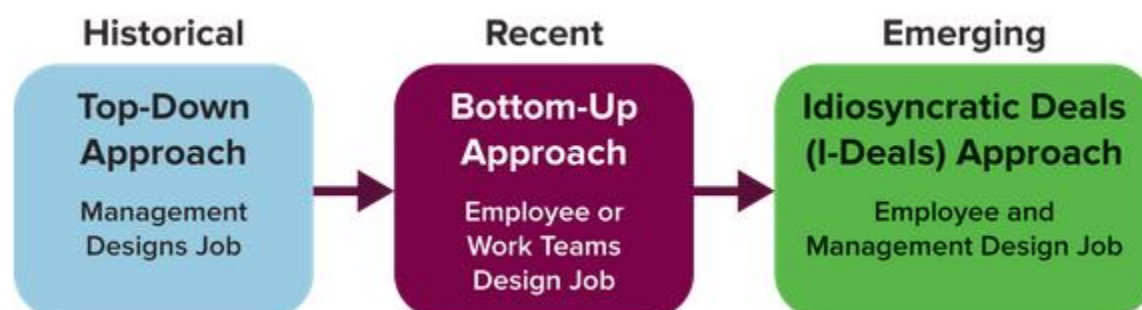 Historical
Top-Down
Approach
Management
Designs Job
Recent
Bottom-Up
Approach
Employee or
Work Teams
Design Job
Emerging
Idiosyncratic Deals
(I-Deals) Approach
Employee and
Management Design Job